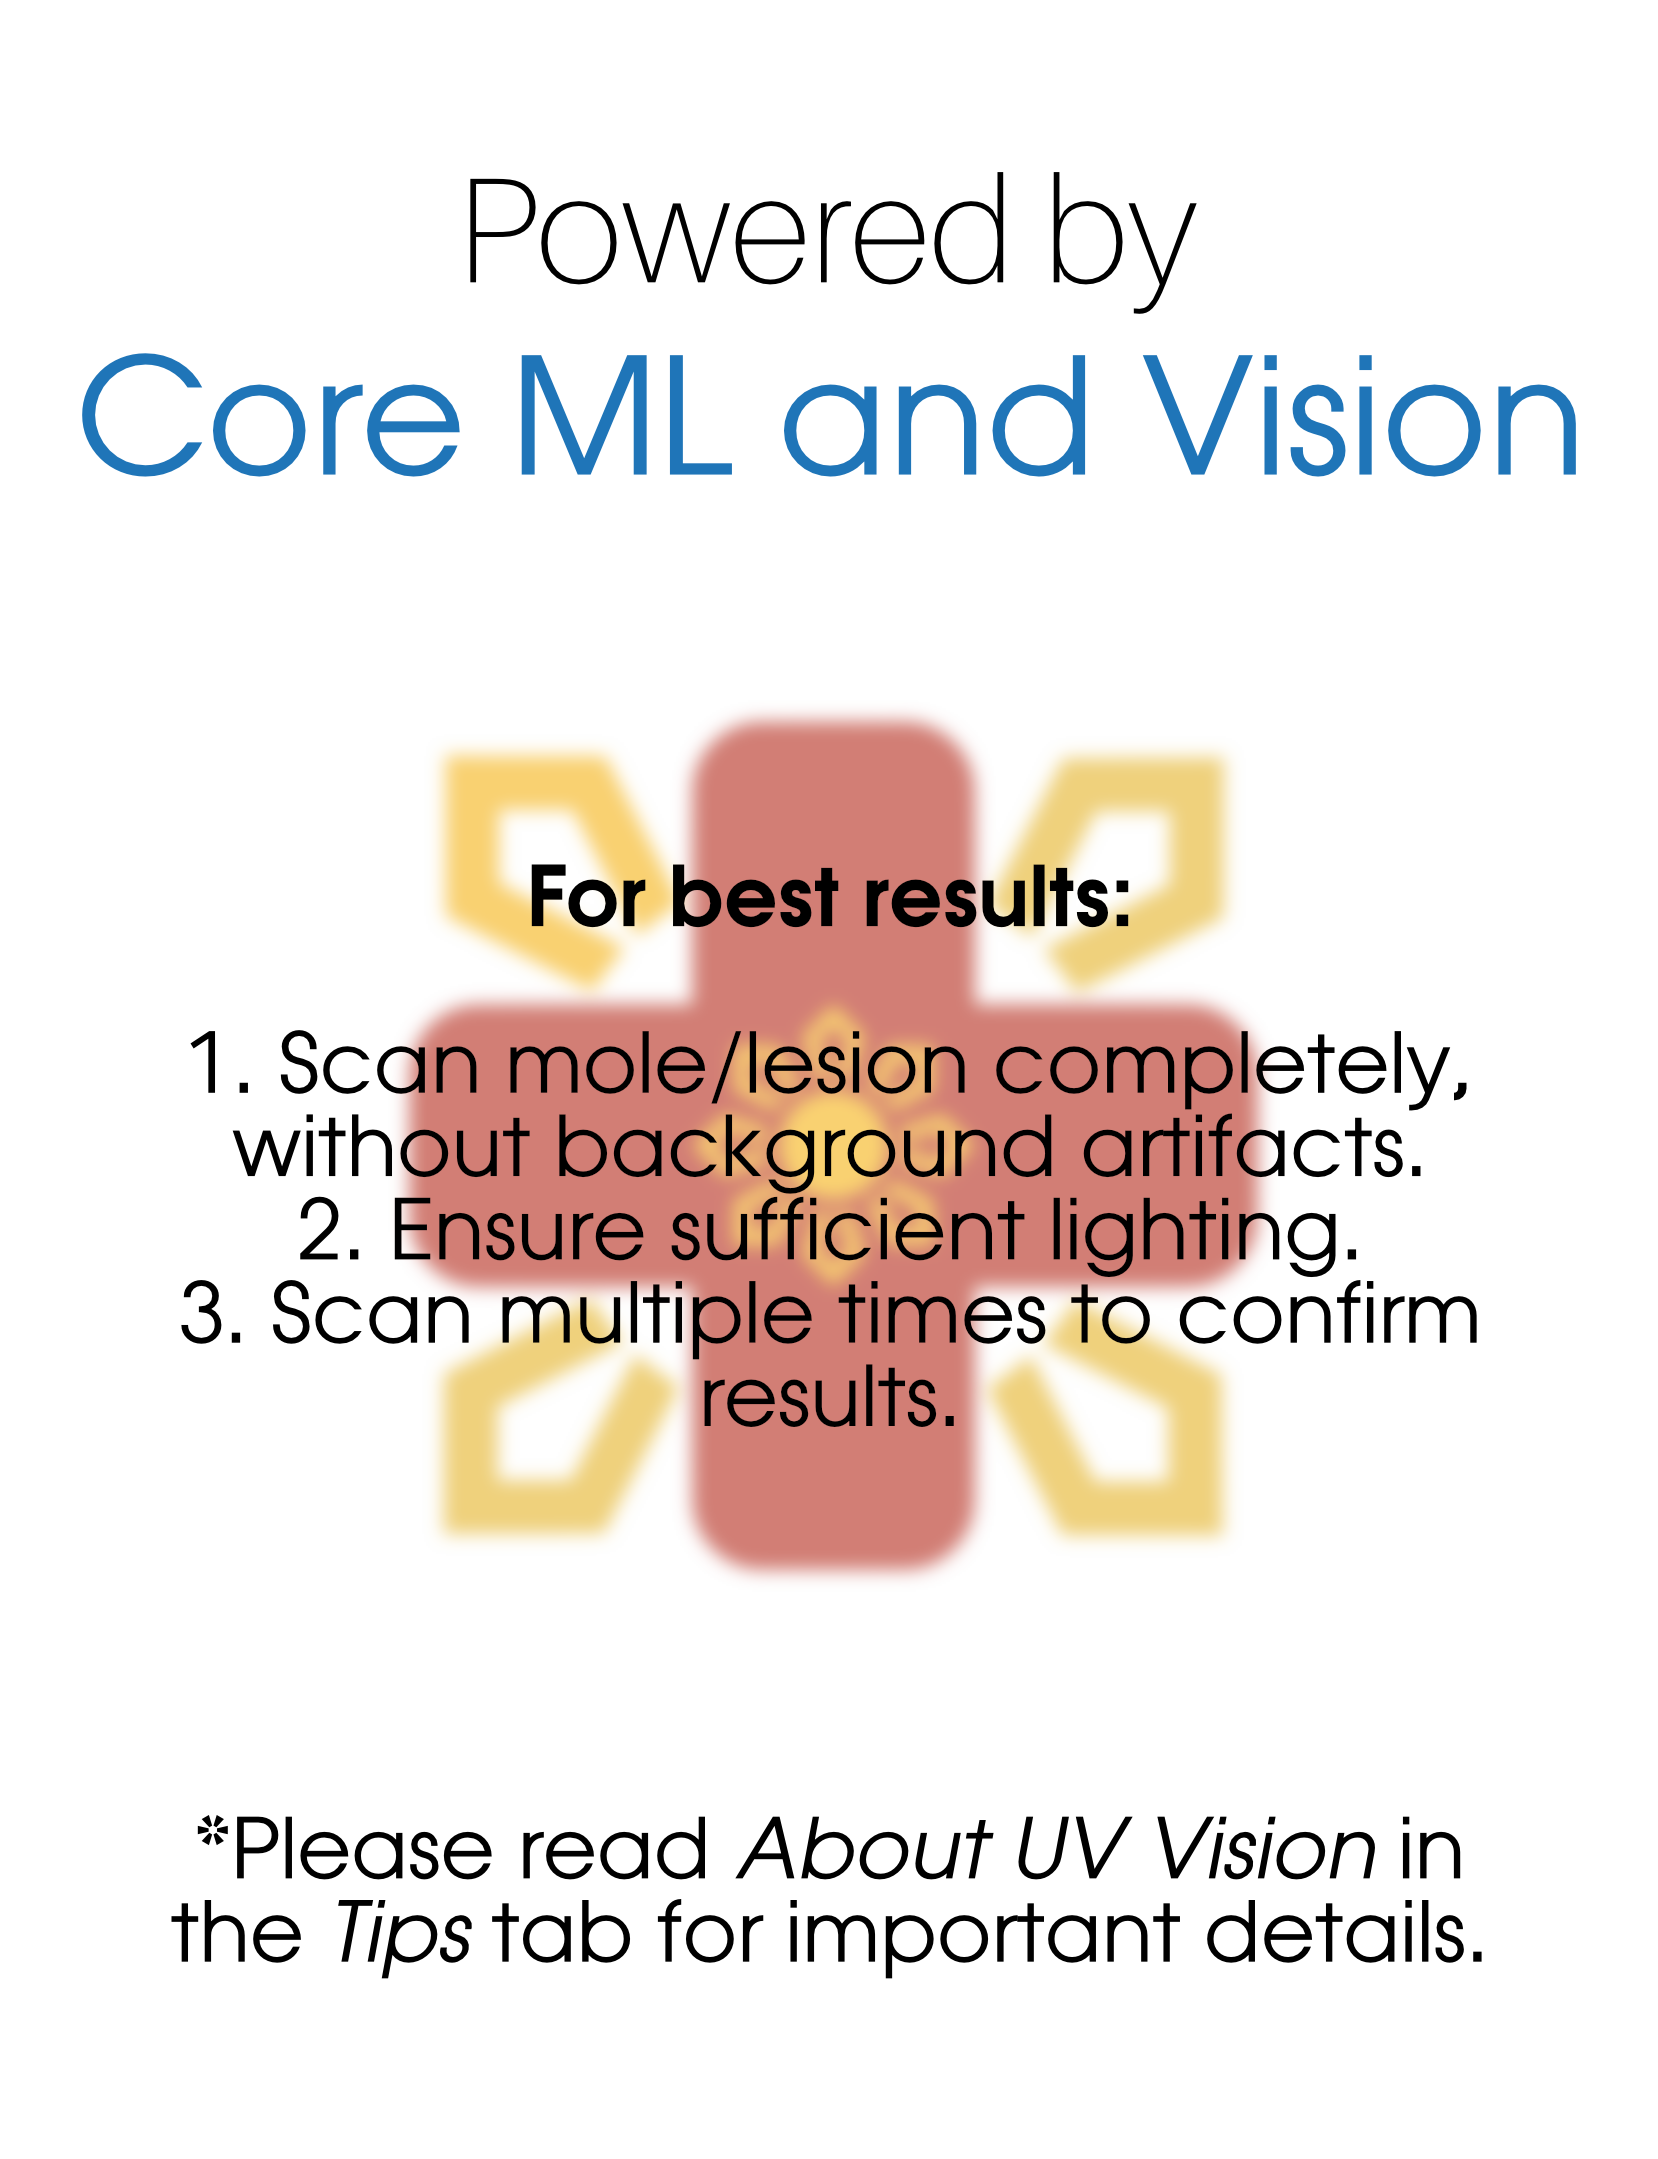 Powered by
Core ML and Vision
For best results:
1. Scan mole/lesion completely,
without background artifacts.
2. Ensure sufficient lighting.
3. Scan multiple times to confirm
results.
*Please read About UV Vision in
the Tips tab for important details.